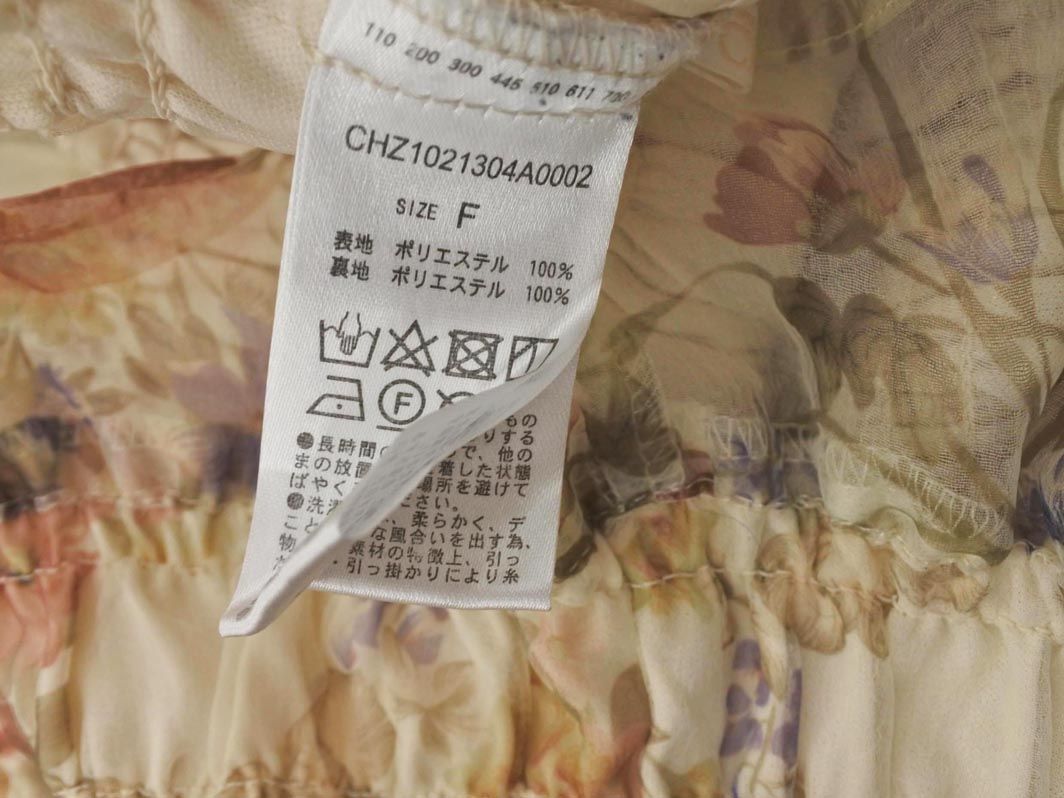 110 200 300 445 510 611 700
CHZ1021304A0002
SIZE F
表地 ポリエステル 100%
裏地 ポリエステル 100%
F
もの
りする
●長時間 で、他の
まの放置 着した状態
ばやく 場所を避けて
ださい。
●洗 
こと 、柔らかく、デ
物 な風合いを出す為、
素材の特徴上、引っ
・引っ掛かりにより糸